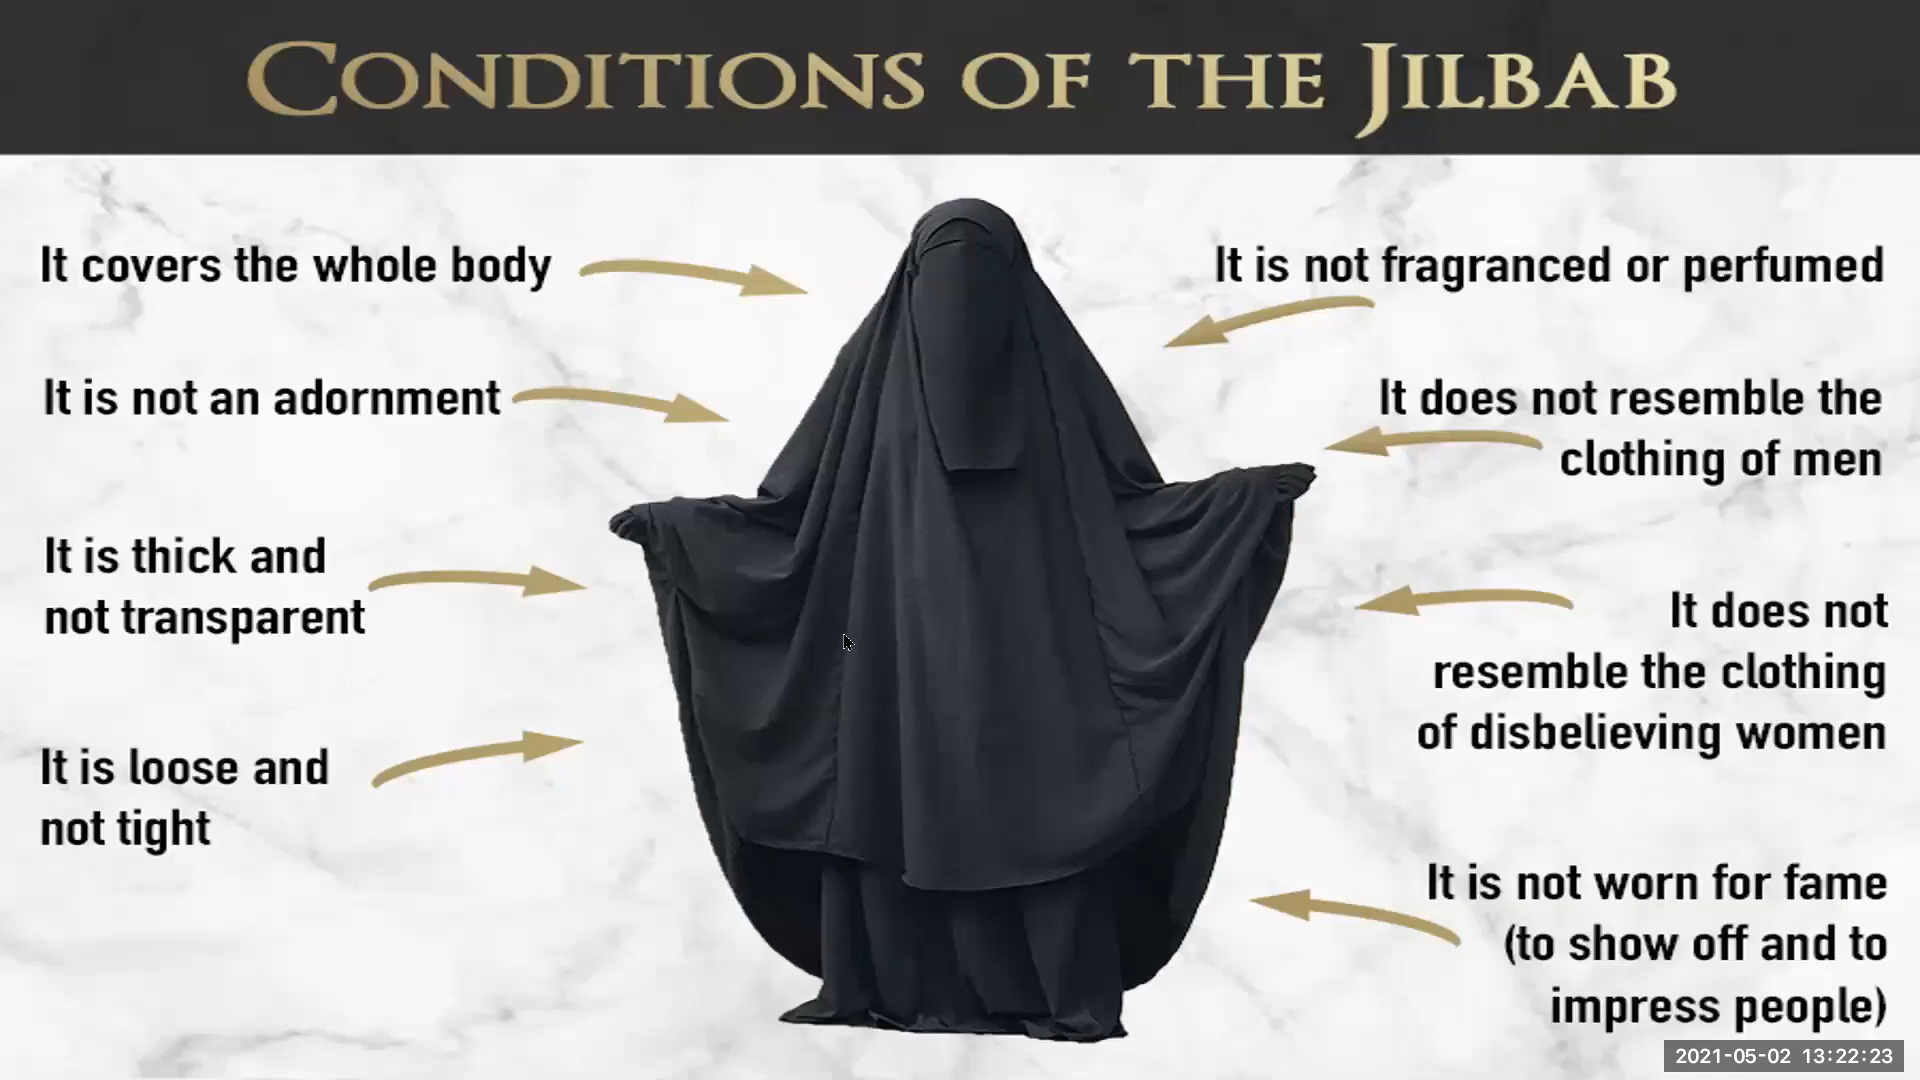 CONDITIONS OF THE JILBAB
It covers the whole body
It is not an adornment
It is thick and
not transparent
It is loose and
not tight
It is not fragranced or perfumed
It does not resemble the
clothing of men
It does not
resemble the clothing
of disbelieving women
It is not worn for fame
(to show off and to
impress people)
2021-05-02 13:22:23